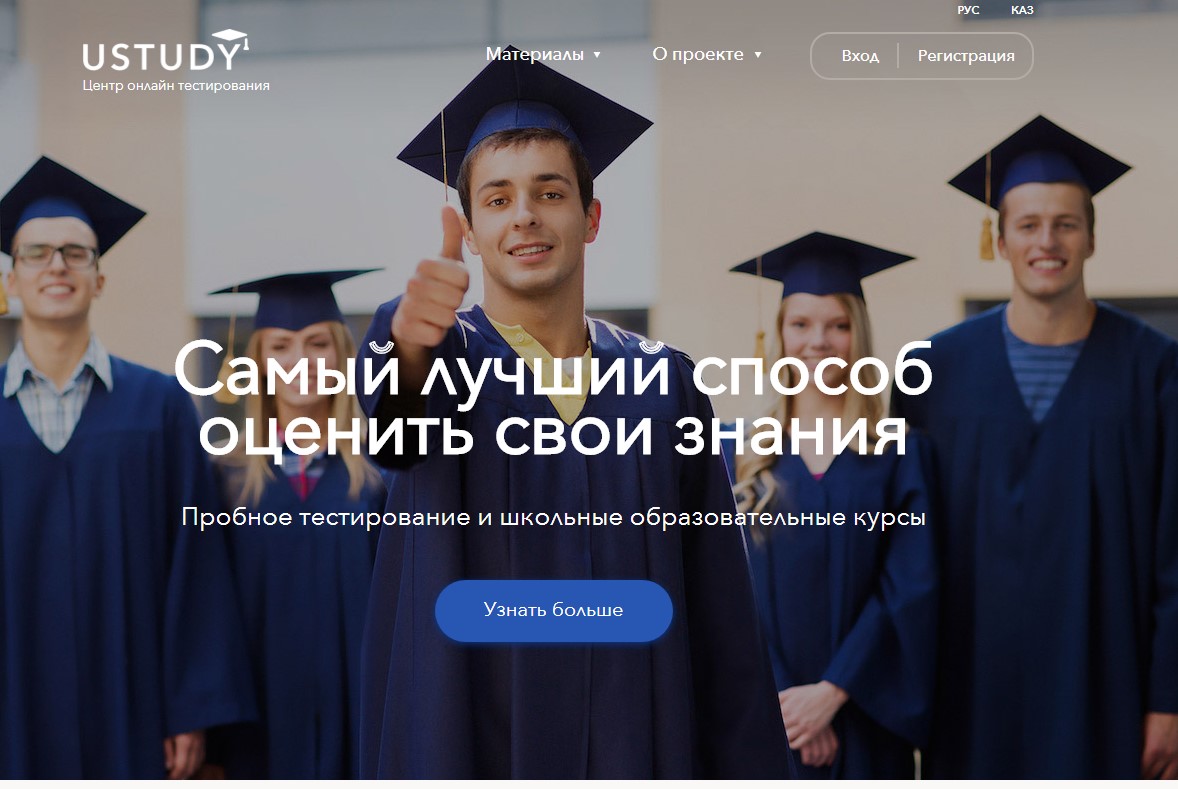 РУС КАЗ
USTUDY
Центр онлайн тестирования
Материалы
О проекте
Вход
Регистрация
Самый лучший способ
оценить свои знания
Пробное тестирование и школьные образовательные курсы
Узнать больше